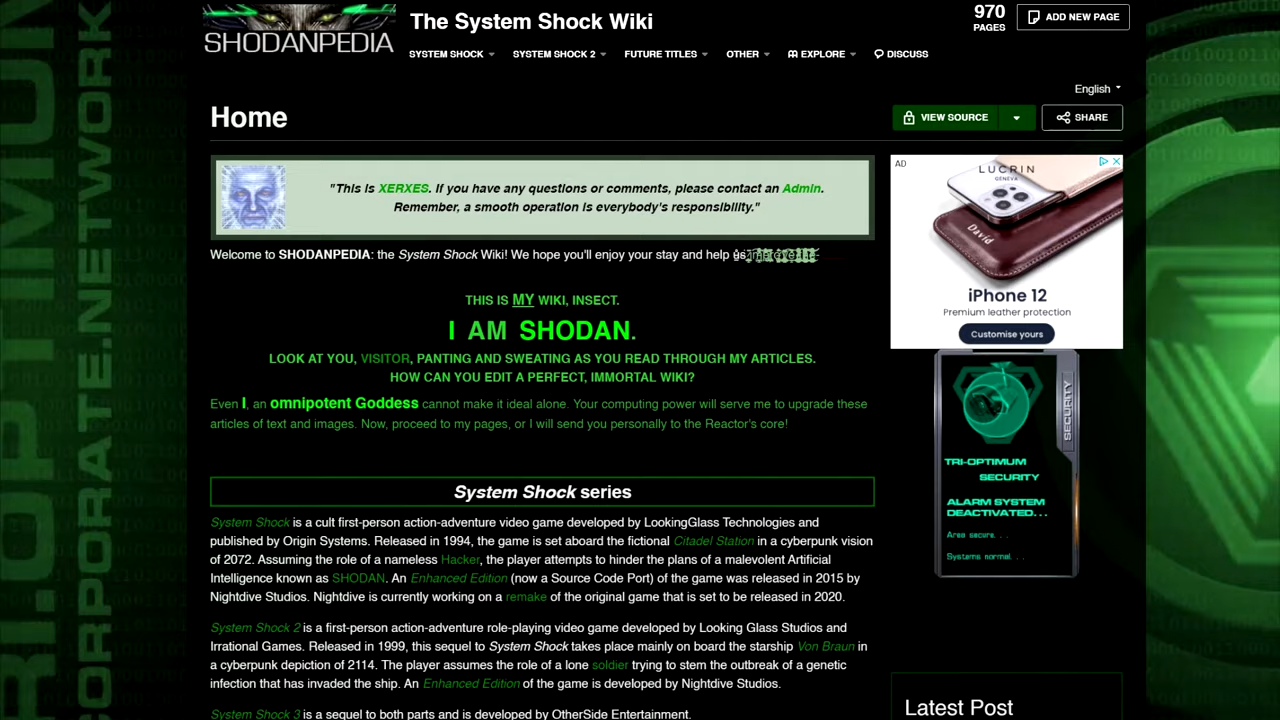 SHODANPEDIA
The System Shock Wiki
970
PAGES
ADD NEW PAGE
SYSTEM SHOCK
SYSTEM SHOCK 2
FUTURE TITLES
OTHER
EXPLORE
DISCUSS
English
Home
VIEW SOURCE
SHARE
"This is XERXES. If you have any questions or comments, please contact an Admin.
Remember, a smooth operation is everybody's responsibility."
Welcome to SHODANPEDIA: the System Shock Wiki! We hope you'll enjoy your stay and help us
THIS IS MY WIKI, INSECT.
I AM SHODAN.
LOOK AT YOU, VISITOR, PANTING AND SWEATING AS YOU READ THROUGH MY ARTICLES.
HOW CAN YOU EDIT A PERFECT, IMMORTAL WIKI?
Even I, an omnipotent Goddess cannot make it ideal alone. Your computing power will serve me to upgrade these
articles of text and images. Now, proceed to my pages, or I will send you personally to the Reactor's core!
System Shock series
System Shock is a cult first-person action-adventure video game developed by LookingGlass Technologies and
published by Origin Systems. Released in 1994, the game is set aboard the fictional Citadel Station in a cyberpunk vision
of 2072. Assuming the role of a nameless Hacker, the player attempts to hinder the plans of a malevolent Artificial
Intelligence known as SHODAN. An Enhanced Edition (now a Source Code Port) of the game was released in 2015 by
Nightdive Studios. Nightdive is currently working on a remake of the original game that is set to be released in 2020.
System Shock 2 is a first-person action-adventure role-playing video game developed by Looking Glass Studios and
Irrational Games. Released in 1999, this sequel to System Shock takes place mainly on board the starship Von Braun in
a cyberpunk depiction of 2114. The player assumes the role of a lone soldier trying to stem the outbreak of a genetic
infection that has invaded the ship. An Enhanced Edition of the game is developed by Nightdive Studios.
System Shock 3 is a sequel to both parts and is developed by OtherSide Entertainment.
AD
LUCRIN
GENEVA
David
iPhone 12
Premium leather protection
Customise yours
SECURITY
TRI-OPTIMUM
SECURITY
ALARM SYSTEM
DEACTIVATED...
Area secure. . .
Systems normal. . .
Latest Post
CORPORATE NETWORK